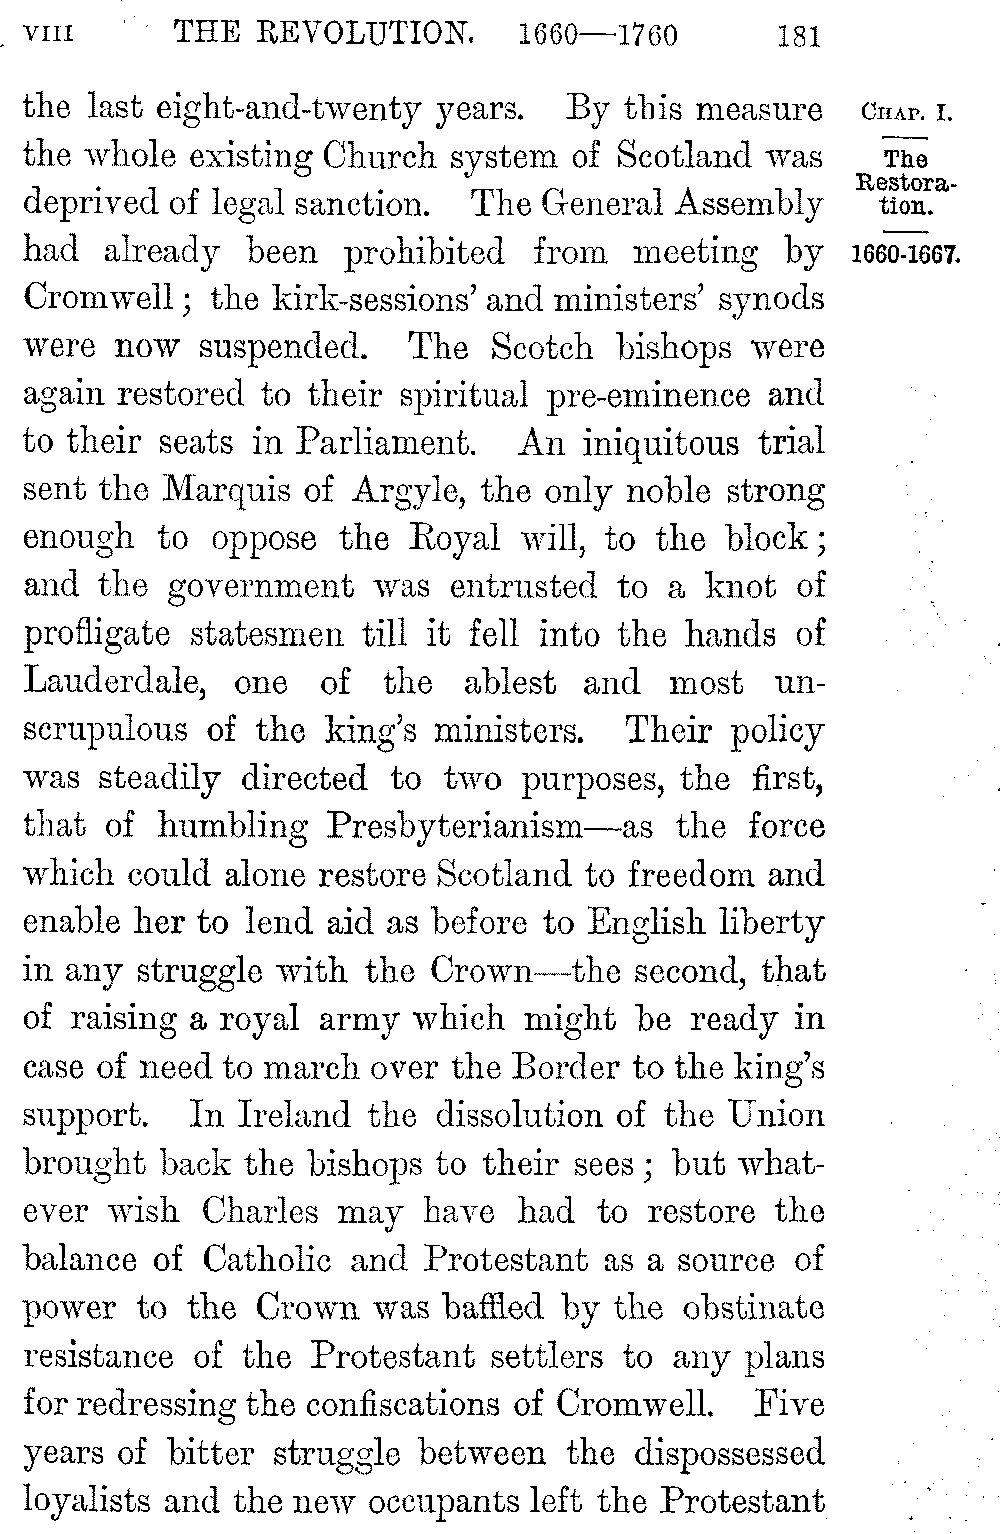 VIII THE REVOLUTION. 1660—1760 181
the last eight-and-twenty years. By this measure
the whole existing Church system of Scotland was
deprived of legal sanction. The General Assembly
had already been prohibited from meeting by
Cromwell; the kirk-sessions' and ministers' synods
were now suspended. The Scotch bishops were
again restored to their spiritual pre-eminence and
to their seats in Parliament. An iniquitous trial
sent the Marquis of Argyle, the only noble strong
enough to oppose the Royal will, to the block;
and the government was entrusted to a knot of
profligate statesmen till it fell into the hands of
Lauderdale, one of the ablest and most un-
scrupulous of the king's ministers. Their policy
was steadily directed to two purposes, the first,
that of humbling Presbyterianism—as the force
which could alone restore Scotland to freedom and
enable her to lend aid as before to English liberty
in any struggle with the Crown—the second, that
of raising a royal army which might be ready in
case of need to march over the Border to the king's
support. In Ireland the dissolution of the Union
brought back the bishops to their sees; but what-
ever wish Charles may have had to restore the
balance of Catholic and Protestant as a source of
power to the Crown was baffled by the obstinate
resistance of the Protestant settlers to any plans
for redressing the confiscations of Cromwell. Five
years of bitter struggle between the dispossessed
loyalists and the new occupants left the Protestant
CHAP. I.
The
Restora-
tion.
1660-1667.